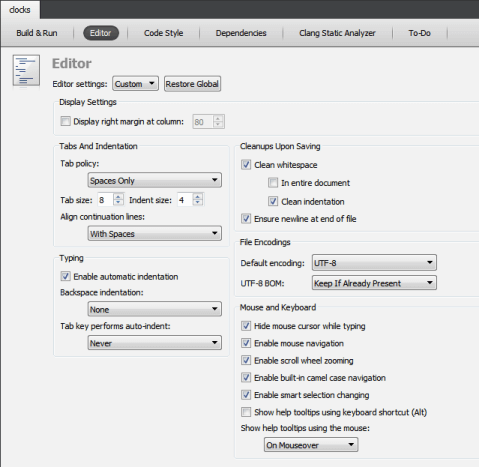 clocks
Build & Run Editor Code Style Dependencies Clang Static Analyzer To-Do
Editor
Editor settings: Custom Restore Global
Display Settings
Display right margin at column: 80
Tabs And Indentation
Tab policy:
Spaces Only
Tab size: 8 Indent size: 4
Align continuation lines:
With Spaces
Typing
Enable automatic indentation
Backspace indentation:
None
Tab key performs auto-indent:
Never
Cleanups Upon Saving
Clean whitespace
In entire document
Clean indentation
Ensure newline at end of file
File Encodings
Default encoding: UTF-8
UTF-8 BOM: Keep If Already Present
Mouse and Keyboard
Hide mouse cursor while typing
Enable mouse navigation
Enable scroll wheel zooming
Enable built-in camel case navigation
Enable smart selection changing
Show help tooltips using keyboard shortcut (Alt)
Show help tooltips using the mouse:
On Mouseover